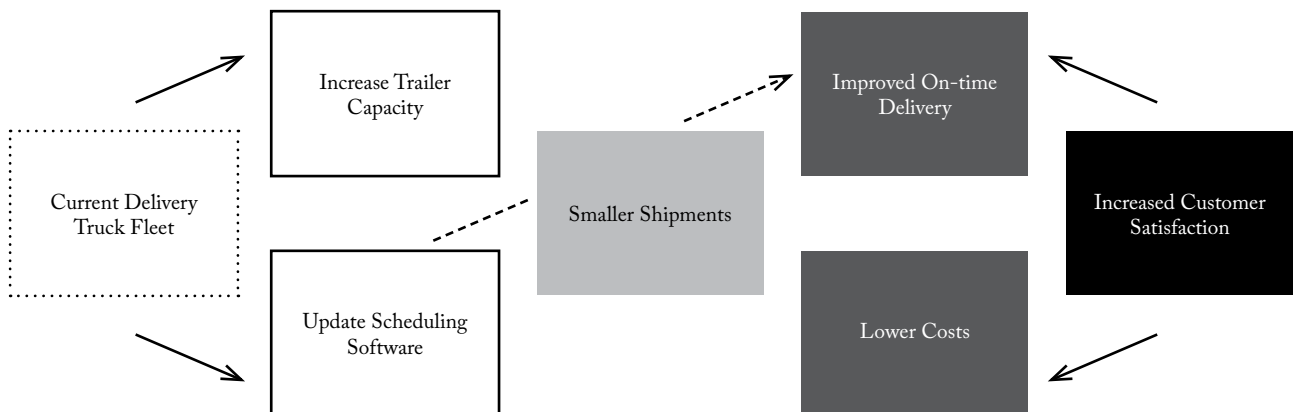 Increase Trailer
Capacity
Improved On-time
Delivery
Current Delivery
Truck Fleet
Smaller Shipments
Increased Customer
Satisfaction
Update Scheduling
Software
Lower Costs